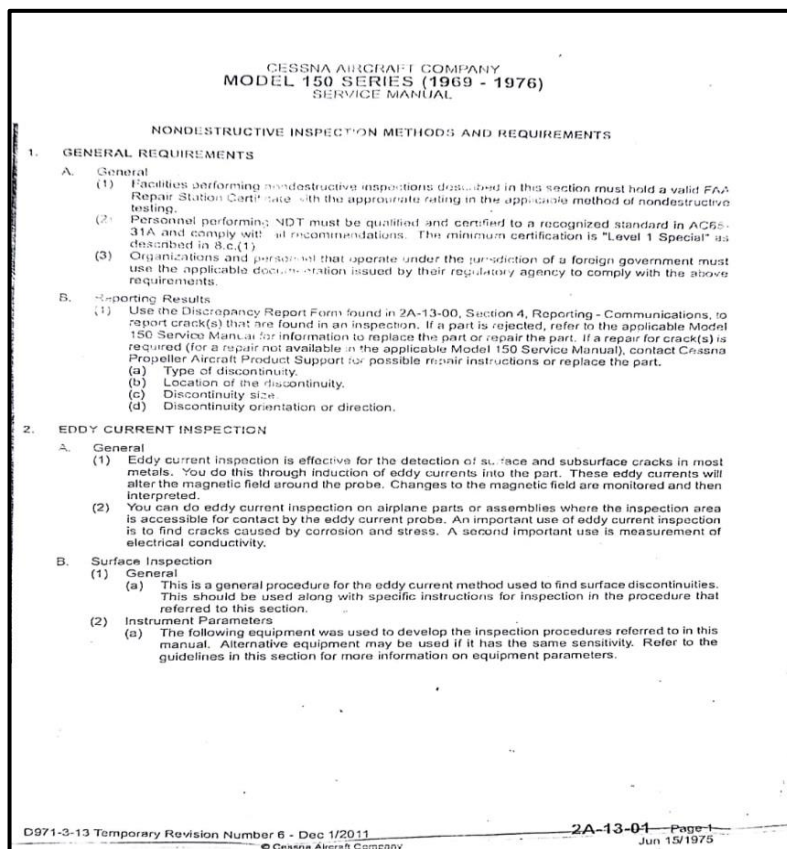 CESSNA AIRCRAFT COMPANY
MODEL 150 SERIES (1969 - 1976)
SERVICE MANUAL
NONDESTRUCTIVE INSPECTION METHODS AND REQUIREMENTS
1. GENERAL REQUIREMENTS
A. General
(1) Facilities performing nondestructive inspections described in this section must hold a valid FAA
Repair Station Certificate with the appropriate rating in the applicable method of nondestructive
testing.
(2) Personnel performing NDT must be qualified and certified to a recognized standard in AC65-
31A and comply with all recommendations. The minimum certification is "Level 1 Special" as
described in 8.c.(1)
(3) Organizations and personnel that operate under the jurisdiction of a foreign government must
use the applicable documentation issued by their regulatory agency to comply with the above
requirements.
B. Reporting Results
(1) Use the Discrepancy Report Form found in 2A-13-00, Section 4, Reporting - Communications, to
report crack(s) that are found in an inspection. If a part is rejected, refer to the applicable Model
150 Service Manual for information to replace the part or repair the part. If a repair for crack(s) is
required (for a repair not available in the applicable Model 150 Service Manual), contact Cessna
Propeller Aircraft Product Support for possible repair instructions or replace the part.
(a) Type of discontinuity.
(b) Location of the discontinuity.
(c) Discontinuity size.
(d) Discontinuity orientation or direction.
2. EDDY CURRENT INSPECTION
A. General
(1) Eddy current inspection is effective for the detection of surface and subsurface cracks in most
metals. You do this through induction of eddy currents into the part. These eddy currents will
alter the magnetic field around the probe. Changes to the magnetic field are monitored and then
interpreted.
(2) You can do eddy current inspection on airplane parts or assemblies where the inspection area
is accessible for contact by the eddy current probe. An important use of eddy current inspection
is to find cracks caused by corrosion and stress. A second important use is measurement of
electrical conductivity.
B. Surface Inspection
(1) General
(a) This is a general procedure for the eddy current method used to find surface discontinuities.
This should be used along with specific instructions for inspection in the procedure that
referred to this section.
(2) Instrument Parameters
(a) The following equipment was used to develop the inspection procedures referred to in this
manual. Alternative equipment may be used if it has the same sensitivity. Refer to the
guidelines in this section for more information on equipment parameters.
D971-3-13 Temporary Revision Number 6 - Dec 1/2011
2A-13-01 Page 1
Jun 15/1975
© Cessna Aircraft Company